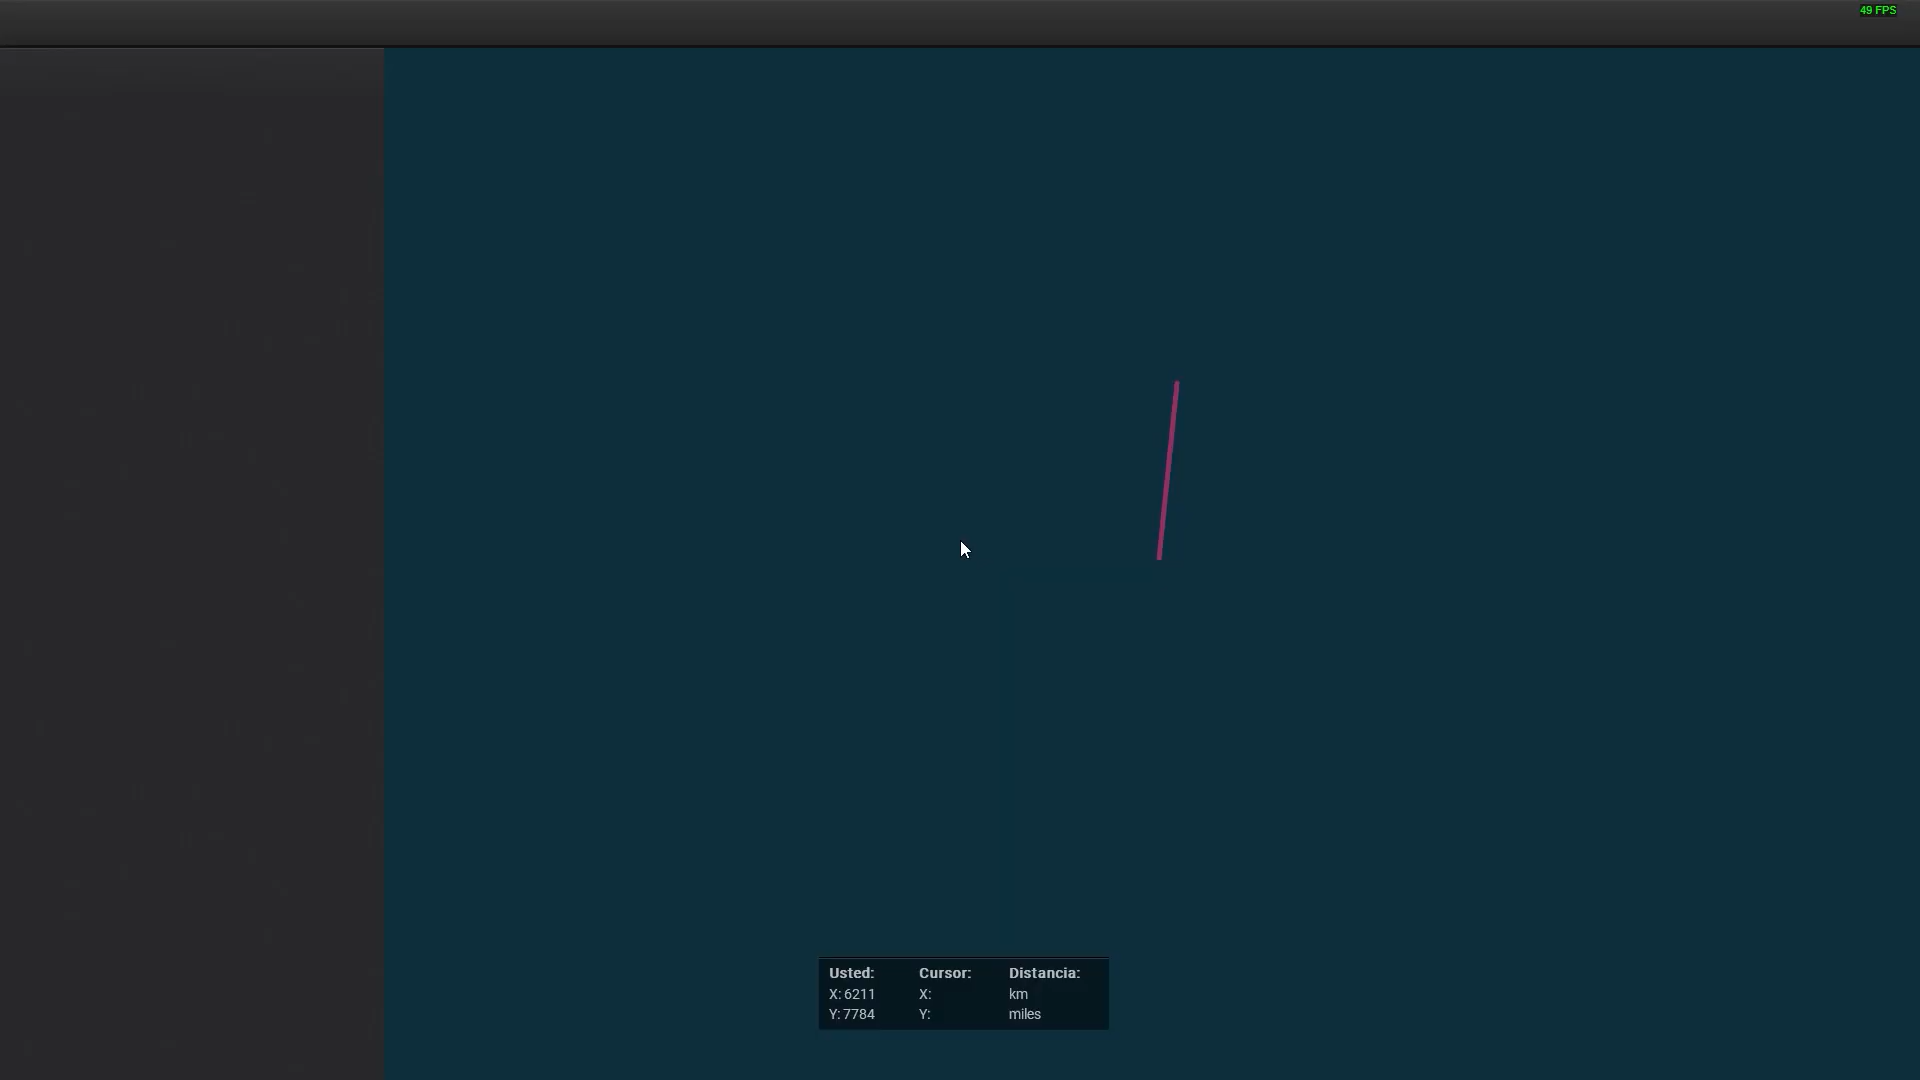 49 FPS
Usted: Cursor: Distancia:
X: 6211 X: km
Y: 7784 Y: miles